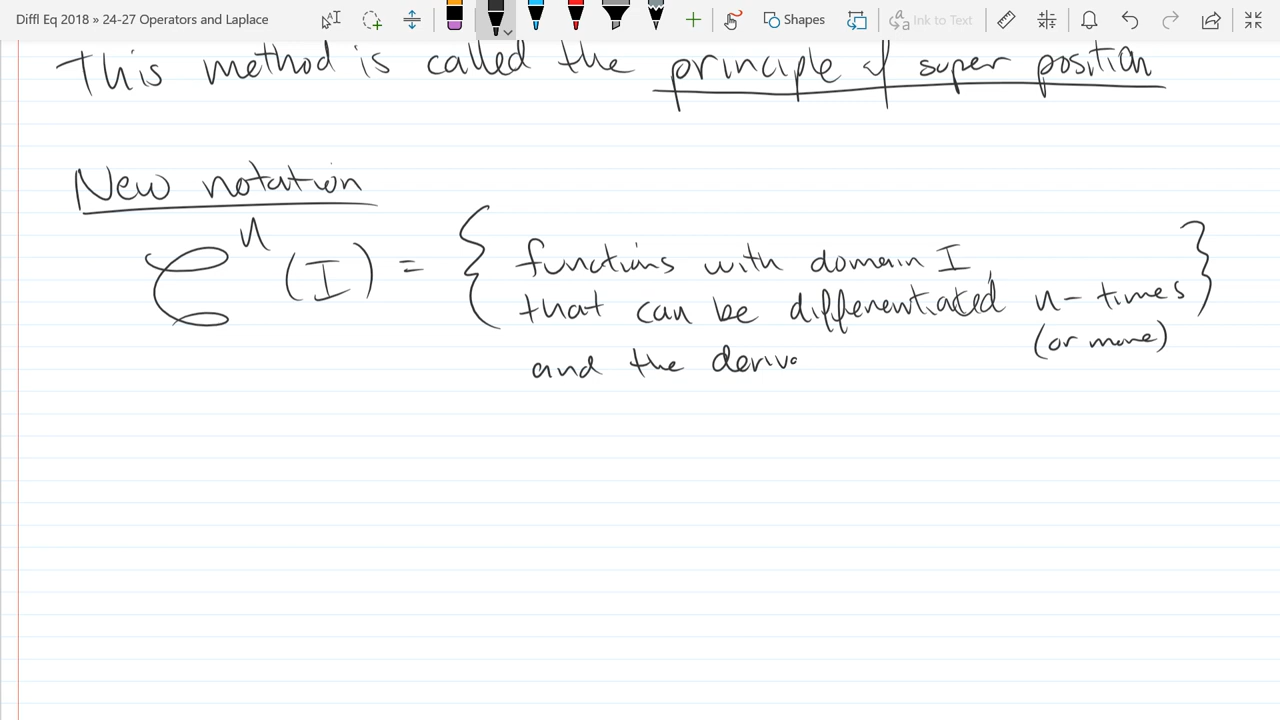 Diffl Eq 2018 » 24-27 Operators and Laplace
Shapes
Ink to Text
This method is called the principle of super position
New notation
C^n (I) = { functions with domain I,
that can be differentiated n-times }
(or more)
and the deriva